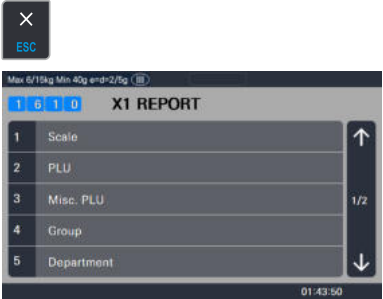 ESC
Max 6/15kg Min 40g e=d=2/5g III
1 6 1 0 X1 REPORT
1 Scale
2 PLU
3 Misc. PLU
1/2
4 Group
5 Department
01:43:50